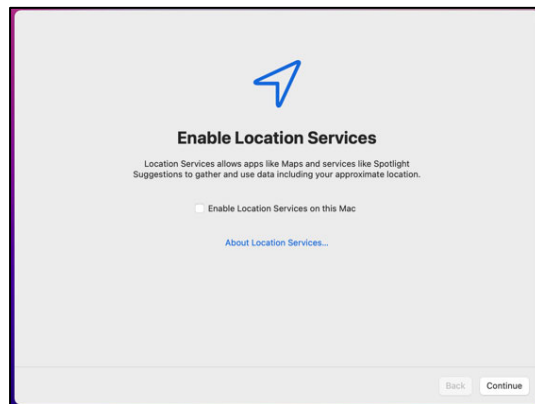 Enable Location Services
Location Services allows apps like Maps and services like Spotlight
Suggestions to gather and use data including your approximate location.
Enable Location Services on this Mac
About Location Services...
Back
Continue